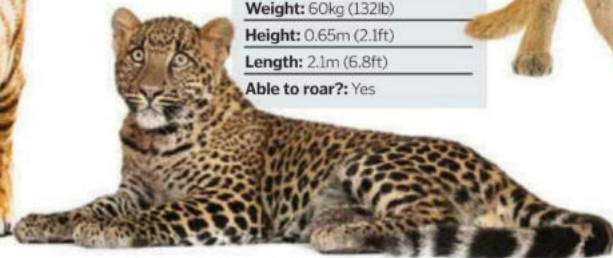 Weight: 60kg (132lb)
Height: 0.65m (2.1ft)
Length: 2.1m (6.8ft)
Able to roar?: Yes